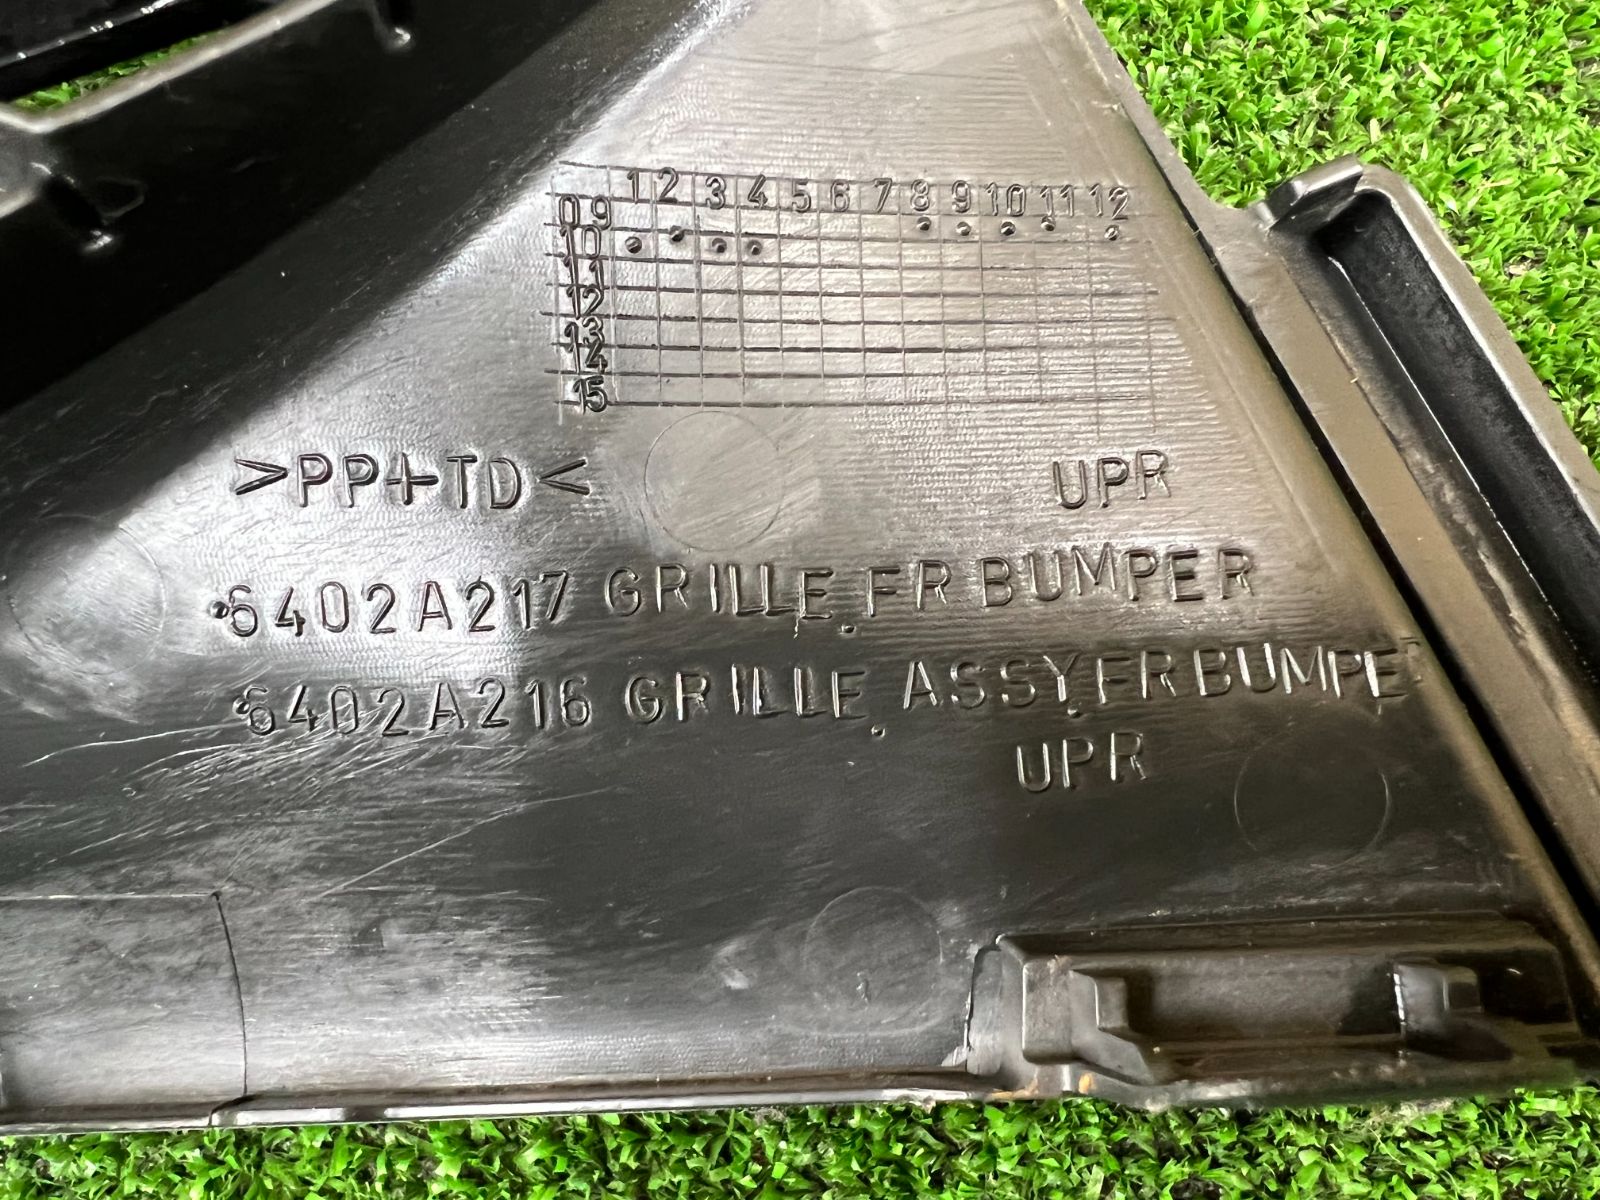 1 2 3 4 5 6 7 8 9 10 11 12
09
10
11
12
13
14
15
>PP+TD< UPR
6402A217 GRILLE,FR BUMPER
6402A216 GRILLE, ASSY,FR BUMPER
UPR